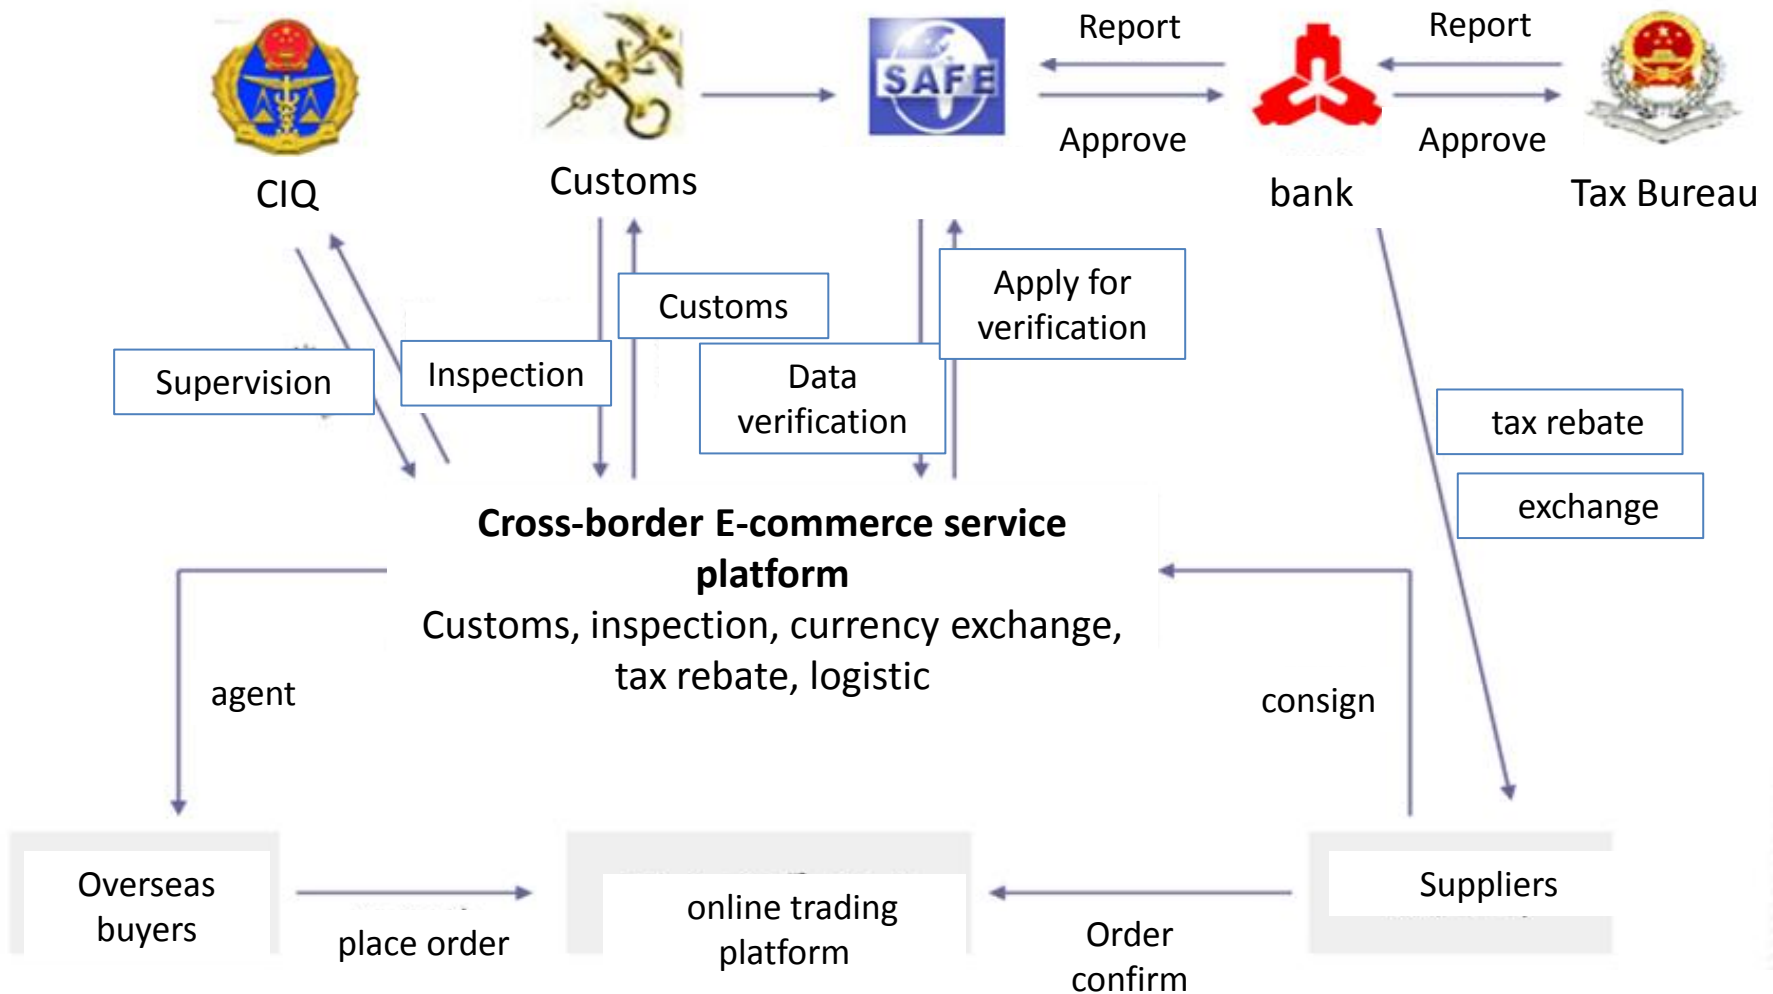 Report
Report
SAFE
Approve
Approve
CIQ
Customs
bank
Tax Bureau
Customs
Apply for
verification
Supervision
Inspection
Data
verification
tax rebate
exchange
Cross-border E-commerce service
platform
Customs, inspection, currency exchange,
tax rebate, logistic
agent
consign
Overseas
buyers
place order
online trading
platform
Order
confirm
Suppliers